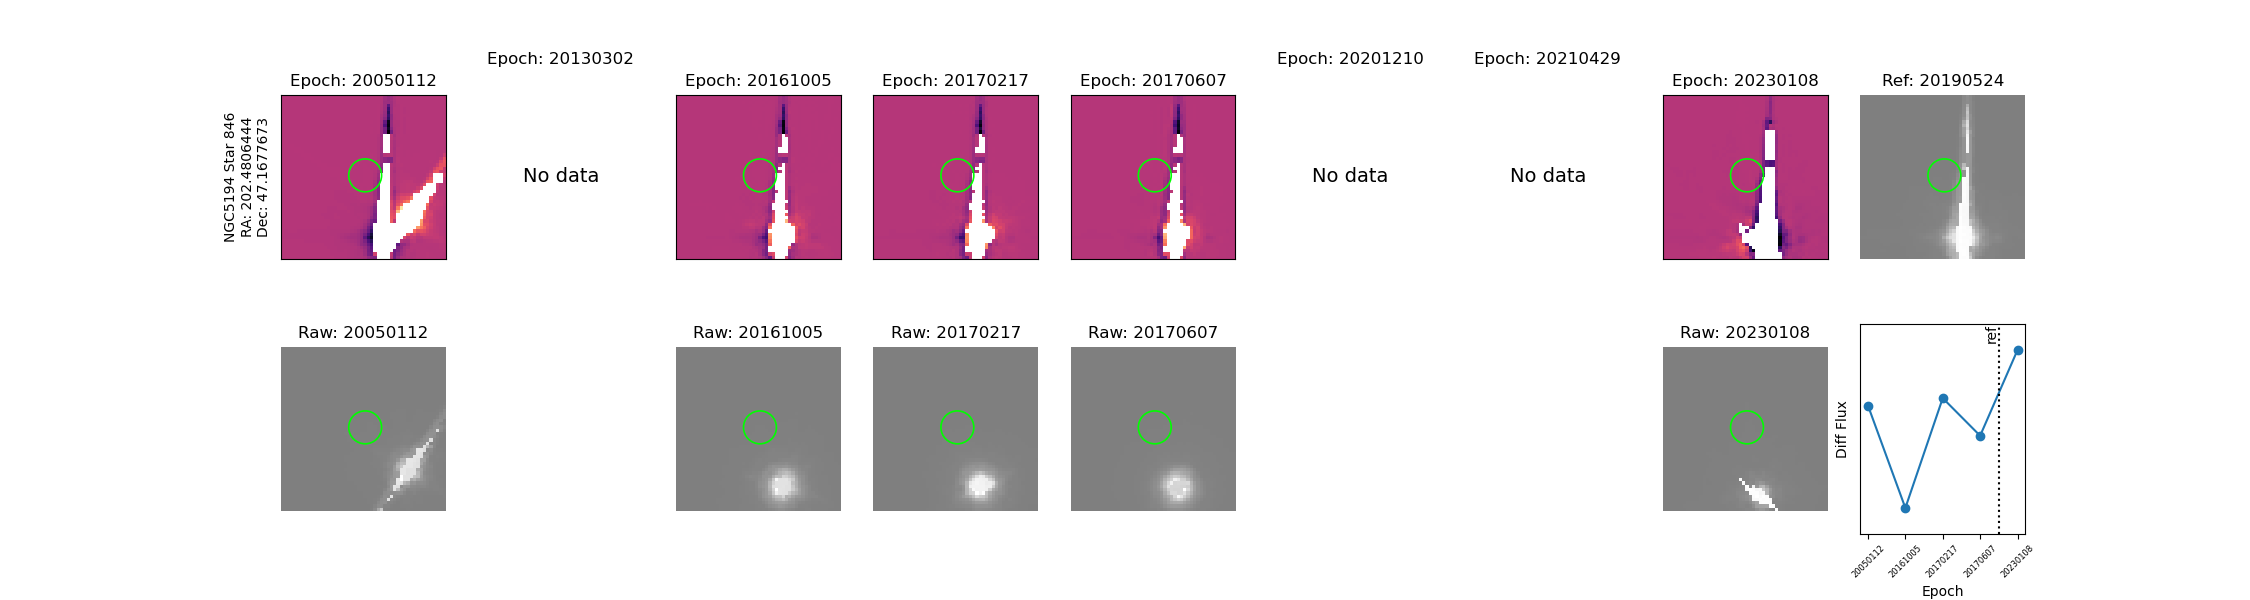 Epoch: 20130302
Epoch: 20201210
Epoch: 20210429
Epoch: 20050112
Epoch: 20161005
Epoch: 20170217
Epoch: 20170607
Epoch: 20230108
Ref: 20190524
NGC5194 Star 846
RA: 202.4806444
Dec: 47.16777673
No data
No data
No data
Raw: 20050112
Raw: 20161005
Raw: 20170217
Raw: 20170607
Raw: 20230108
ref
Diff Flux
20050112
20161005
20170217
20170607
20230108
Epoch